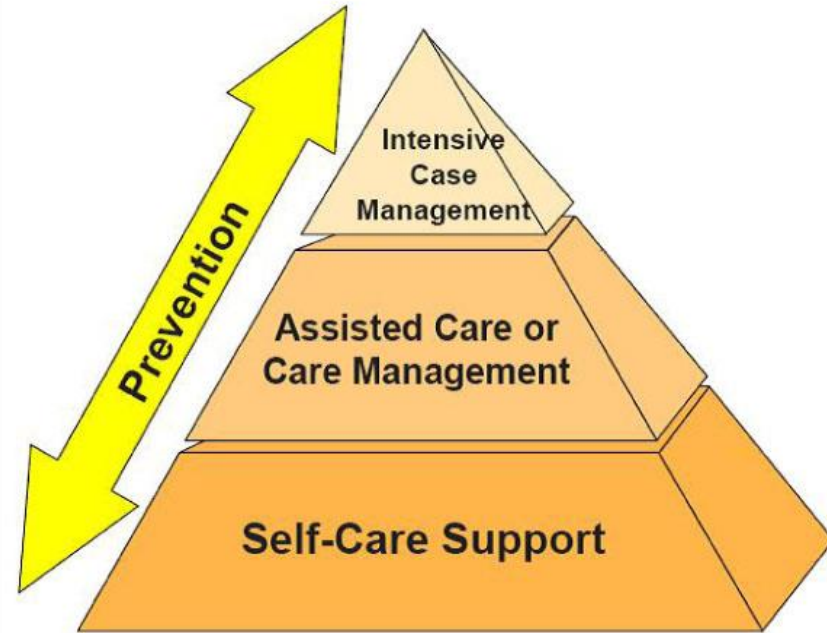 Intensive
Case
Management
Prevention
Assisted Care or
Care Management
Self-Care Support